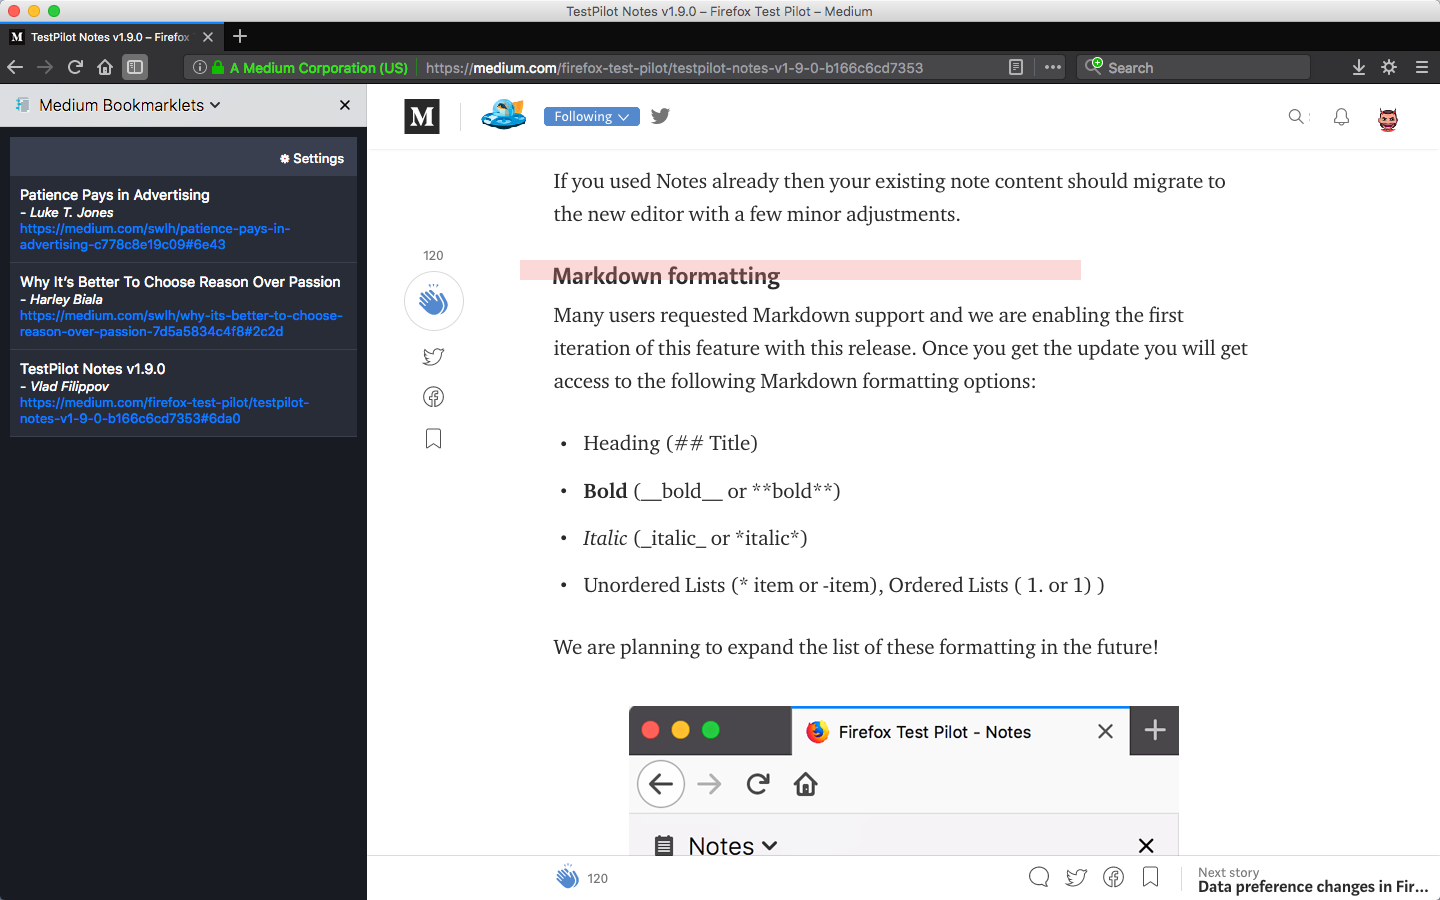 TestPilot Notes v1.9.0 – Firefox Test Pilot – Medium
M TestPilot Notes v1.9.0 – Firefox
A Medium Corporation (US) https://medium.com/firefox-test-pilot/testpilot-notes-v1-9-0-b166c6cd7353 Search
Medium Bookmarklets
Settings
Patience Pays in Advertising
- Luke T. Jones
https://medium.com/swlh/patience-pays-in-
advertising-c778c8e19c09#6e43
Why It's Better To Choose Reason Over Passion
- Harley Biala
https://medium.com/swlh/why-its-better-to-choose-
reason-over-passion-7d5a5834c4f8#2c2d
TestPilot Notes v1.9.0
- Vlad Filippov
https://medium.com/firefox-test-pilot/testpilot-
notes-v1-9-0-b166c6cd7353#6da0
M Following
If you used Notes already then your existing note content should migrate to
the new editor with a few minor adjustments.
120
Markdown formatting
Many users requested Markdown support and we are enabling the first
iteration of this feature with this release. Once you get the update you will get
access to the following Markdown formatting options:
• Heading (## Title)
• Bold (__bold__ or **bold**)
• Italic (_italic_ or *italic*)
• Unordered Lists (* item or -item), Ordered Lists ( 1. or 1) )
We are planning to expand the list of these formatting in the future!
Firefox Test Pilot - Notes
Notes
120
Next story
Data preference changes in Fir...